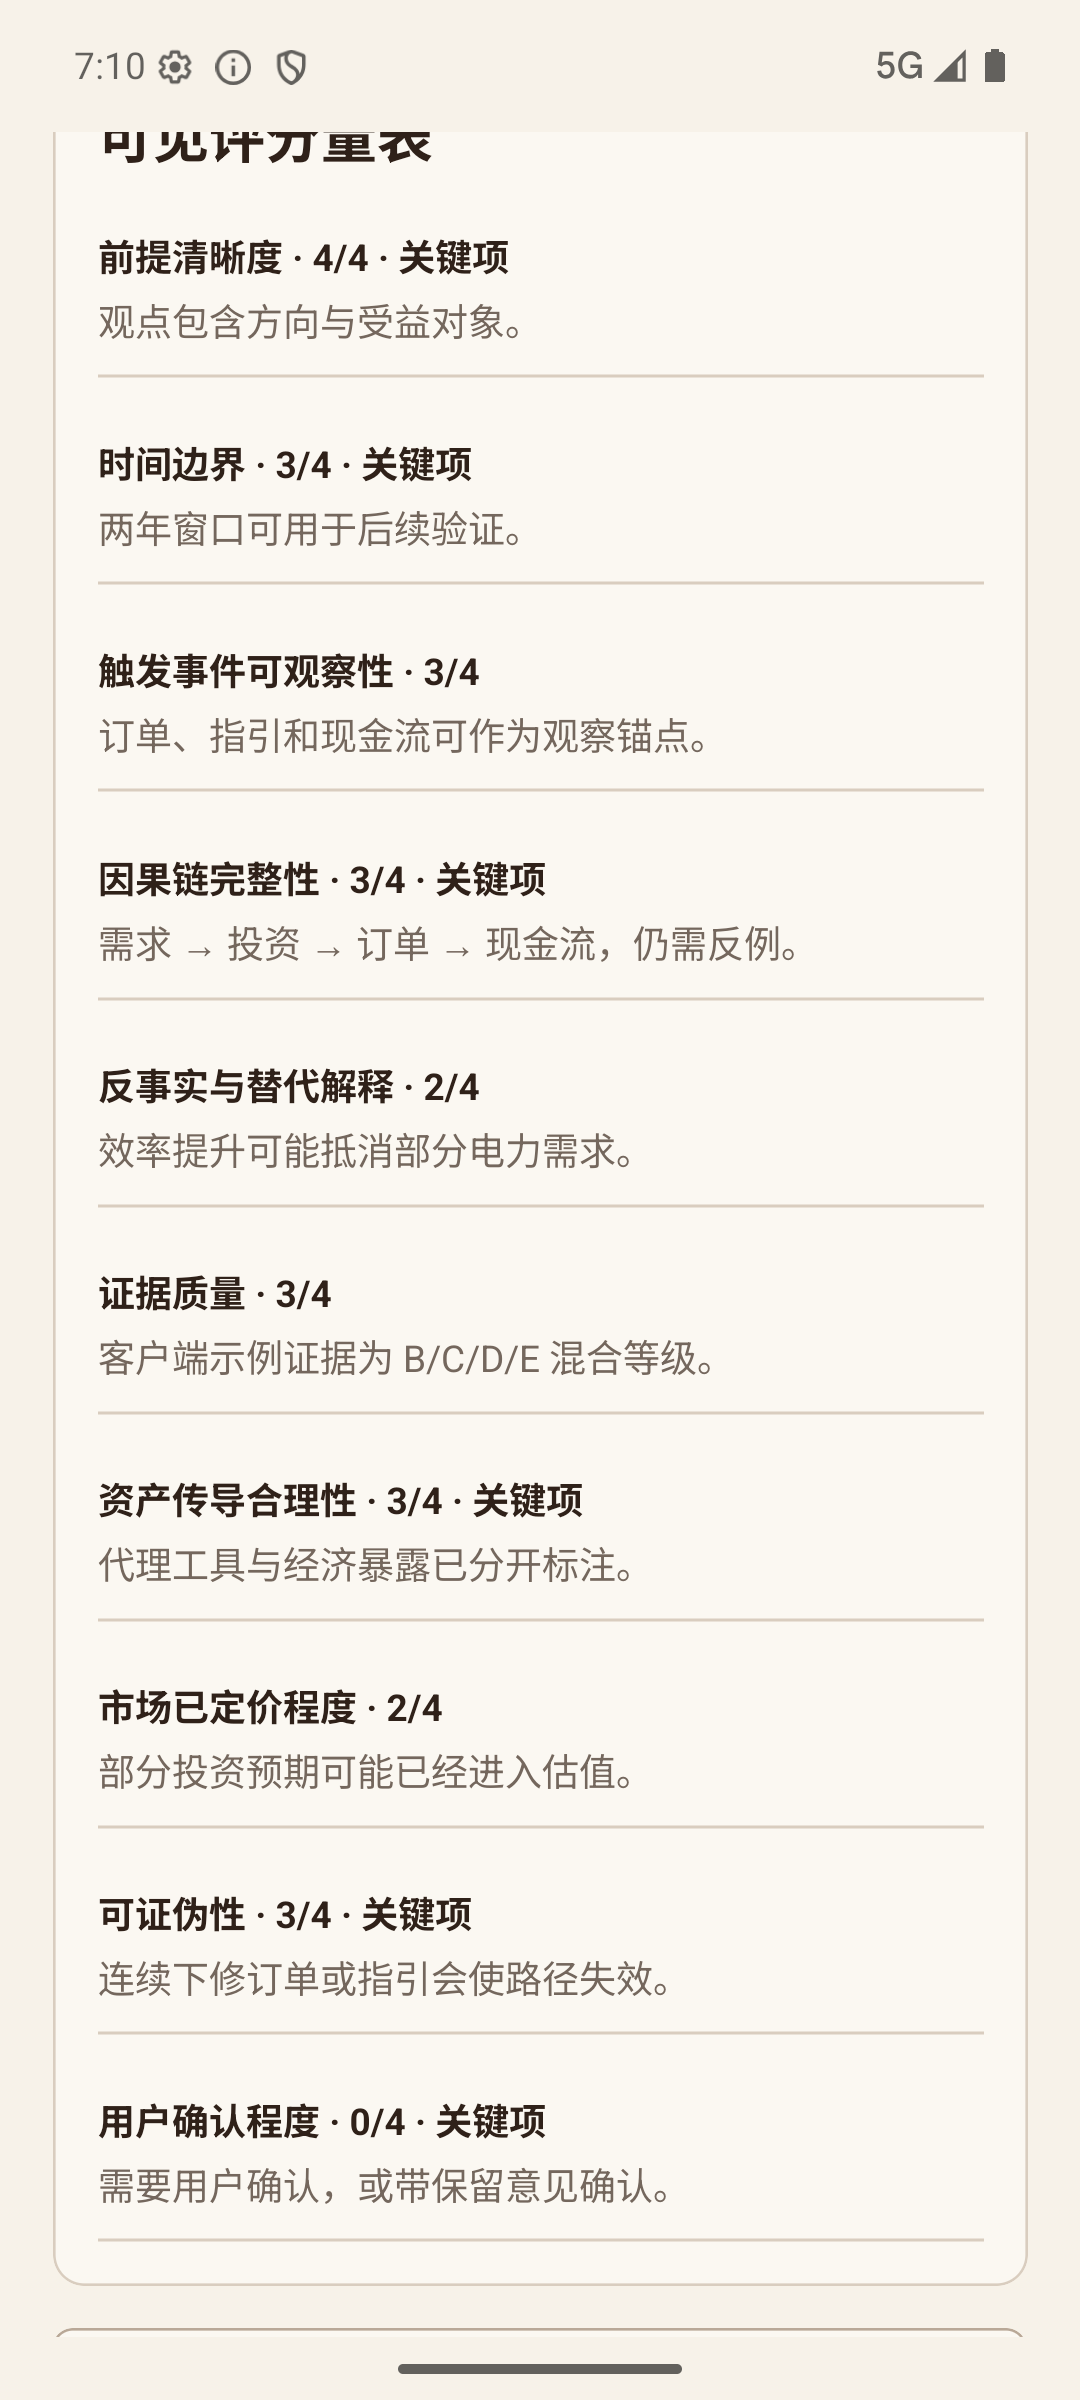 7:10
5G
可见评分量表
前提清晰度 · 4/4 · 关键项
观点包含方向与受益对象。
时间边界 · 3/4 · 关键项
两年窗口可用于后续验证。
触发事件可观察性 · 3/4
订单、指引和现金流可作为观察锚点。
因果链完整性 · 3/4 · 关键项
需求 → 投资 → 订单 → 现金流，仍需反例。
反事实与替代解释 · 2/4
效率提升可能抵消部分电力需求。
证据质量 · 3/4
客户端示例证据为 B/C/D/E 混合等级。
资产传导合理性 · 3/4 · 关键项
代理工具与经济暴露已分开标注。
市场已定价程度 · 2/4
部分投资预期可能已经进入估值。
可证伪性 · 3/4 · 关键项
连续下修订单或指引会使路径失效。
用户确认程度 · 0/4 · 关键项
需要用户确认，或带保留意见确认。